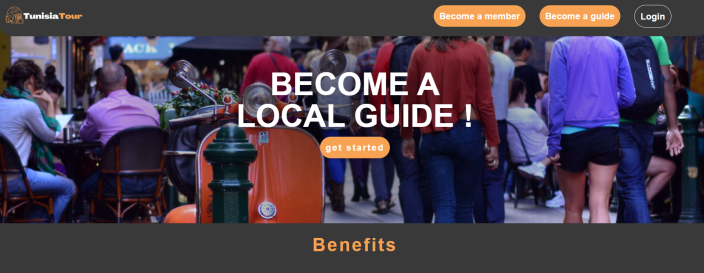 TunisiaTour
Become a member
Become a guide
Login
BECOME A
LOCAL GUIDE !
get started
Benefits